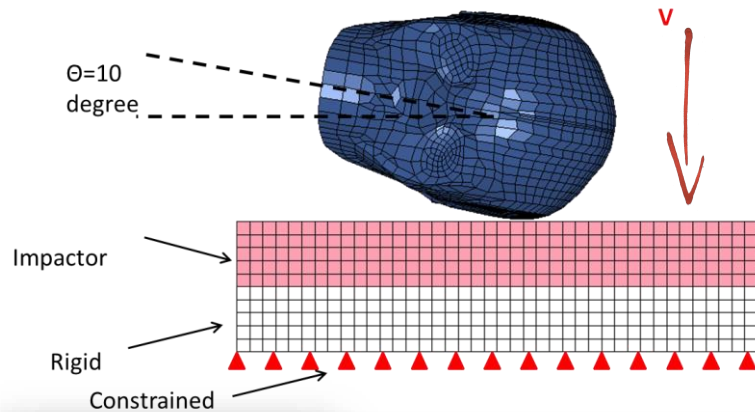 V
Θ=10
degree
Impactor
Rigid
Constrained